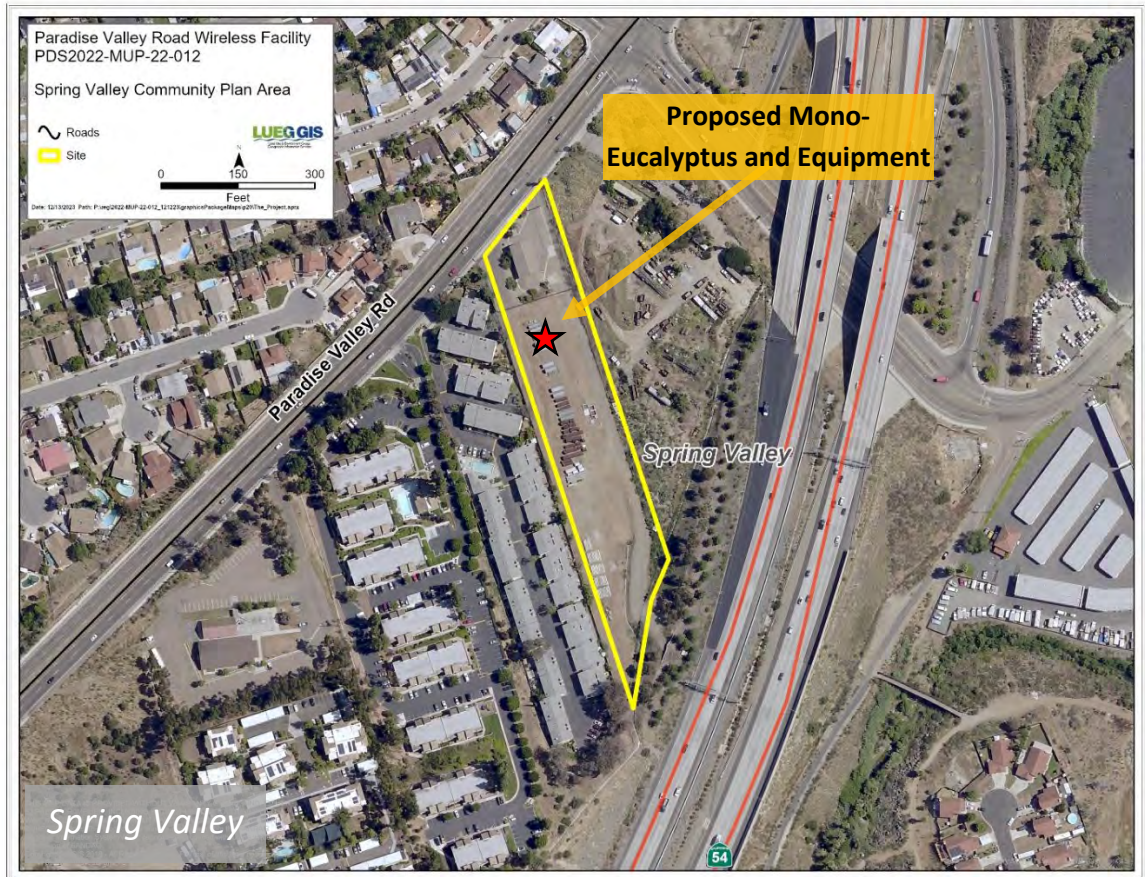 Paradise Valley Road Wireless Facility
PDS2022-MUP-22-012
Spring Valley Community Plan Area
Roads
Site
LUEG GIS
N
0 150 300
Feet
Proposed Mono-
Eucalyptus and Equipment
Paradise Valley Rd
Spring Valley
Spring Valley
54